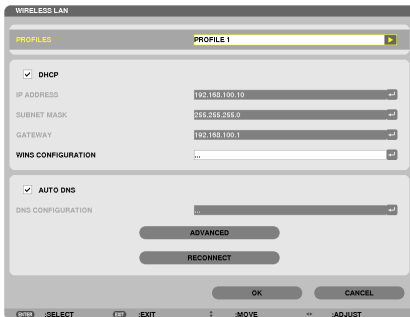 WIRELESS LAN
PROFILES PROFILE 1
DHCP
IP ADDRESS 192.168.100.10
SUBNET MASK 255.255.255.0
GATEWAY 192.168.100.1
WINS CONFIGURATION ...
AUTO DNS
DNS CONFIGURATION ...
ADVANCED
RECONNECT
OK CANCEL
ENTER :SELECT EXIT :EXIT :MOVE :ADJUST